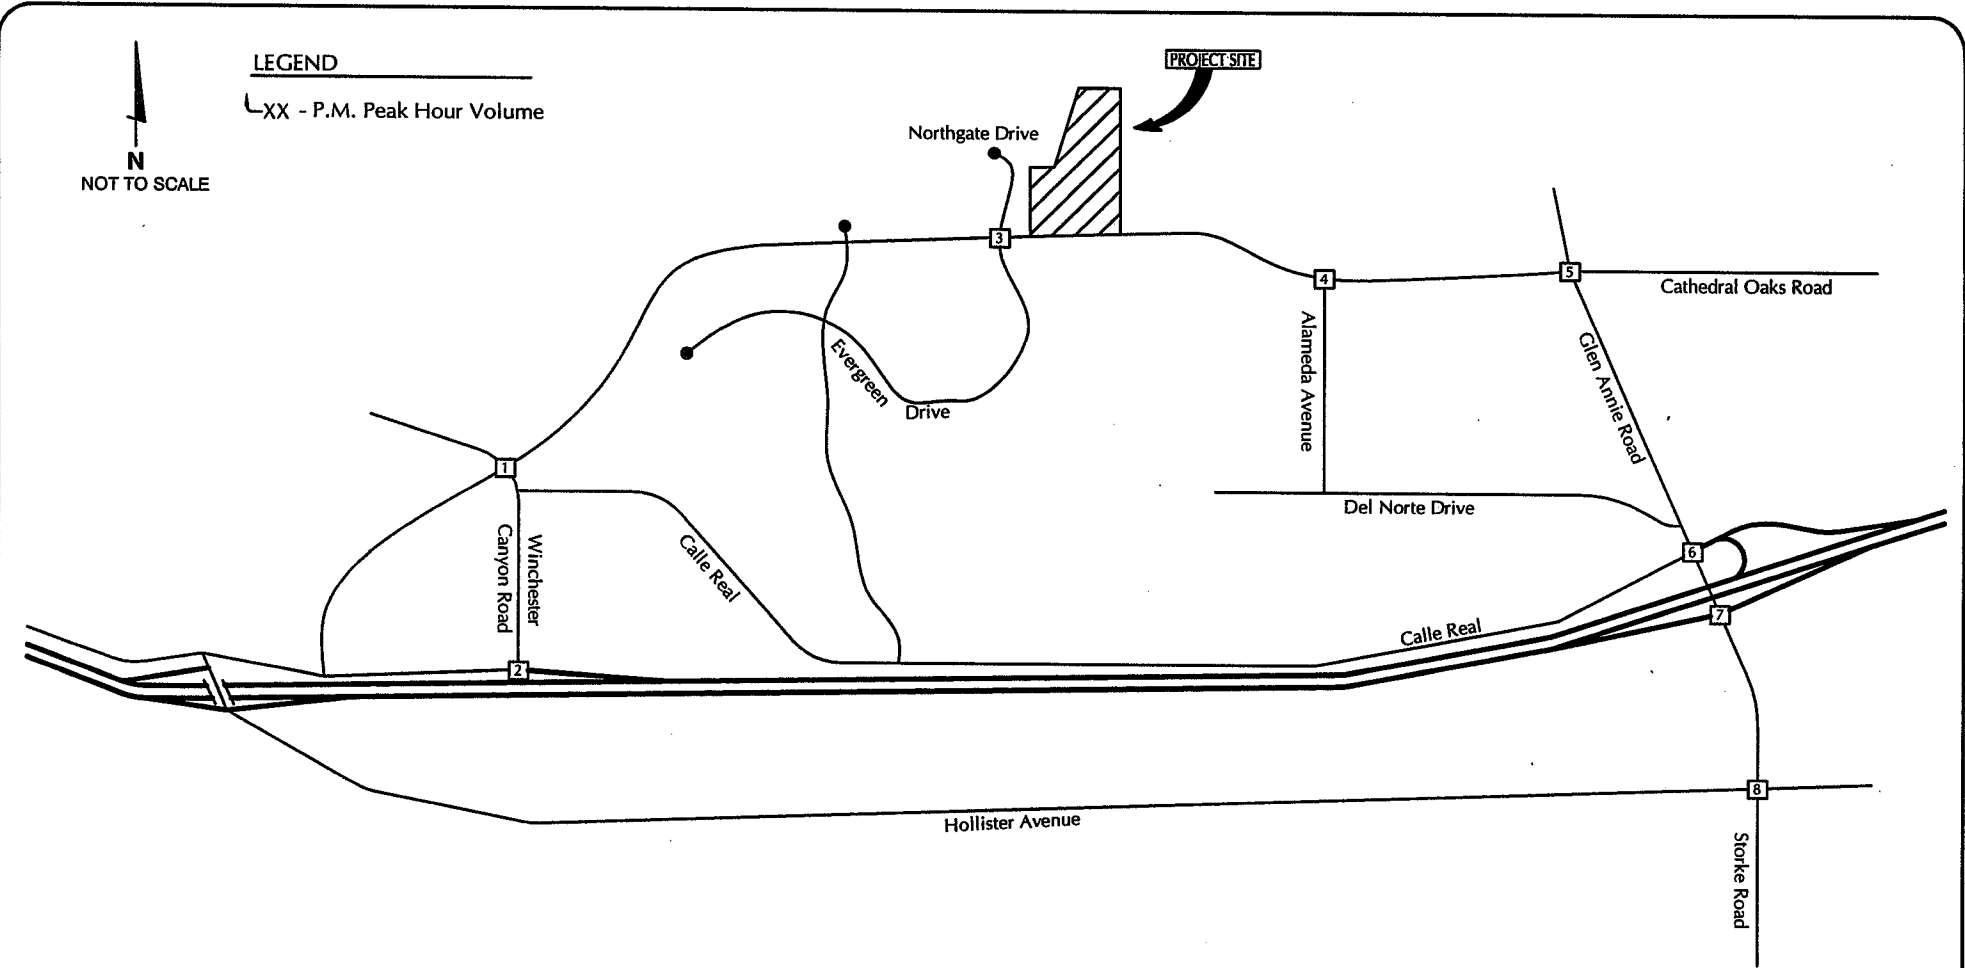 LEGEND
XX - P.M. Peak Hour Volume
N
NOT TO SCALE
PROJECT SITE
Northgate Drive
3
4
5
Cathedral Oaks Road
Alameda Avenue
Glen Annie Road
Evergreen
Drive
1
Del Norte Drive
Winchester
Canyon Road
Calle Real
6
7
Calle Real
2
8
Hollister Avenue
Storke Road